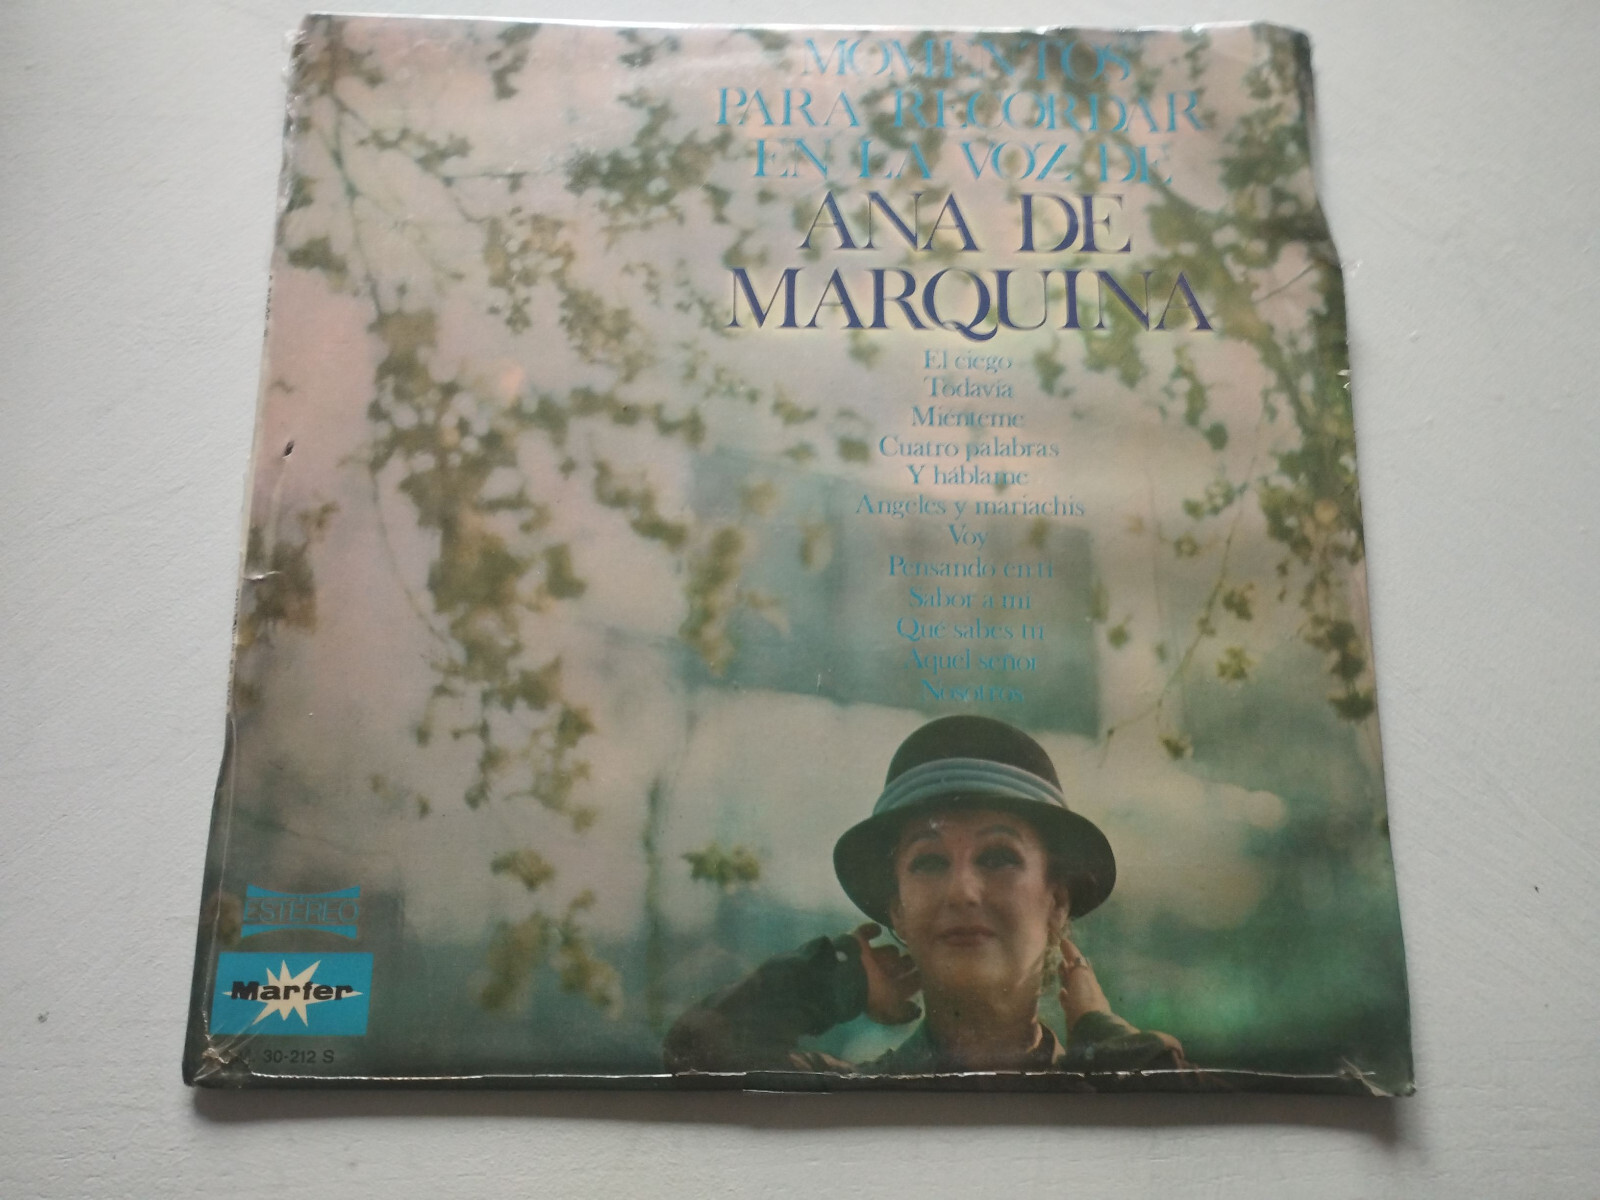 MOMENTOS
PARA RECORDAR
EN LA VOZ DE
ANA DE
MARQUINA
El ciego
Todavía
Miénteme
Cuatro palabras
Y háblame
Angeles y mariachis
Voy
Pensando en ti
Sabor a mi
Qué sabes tú
Aquel señor
Nosotros
ESTEREO
Marfer
30-212 S